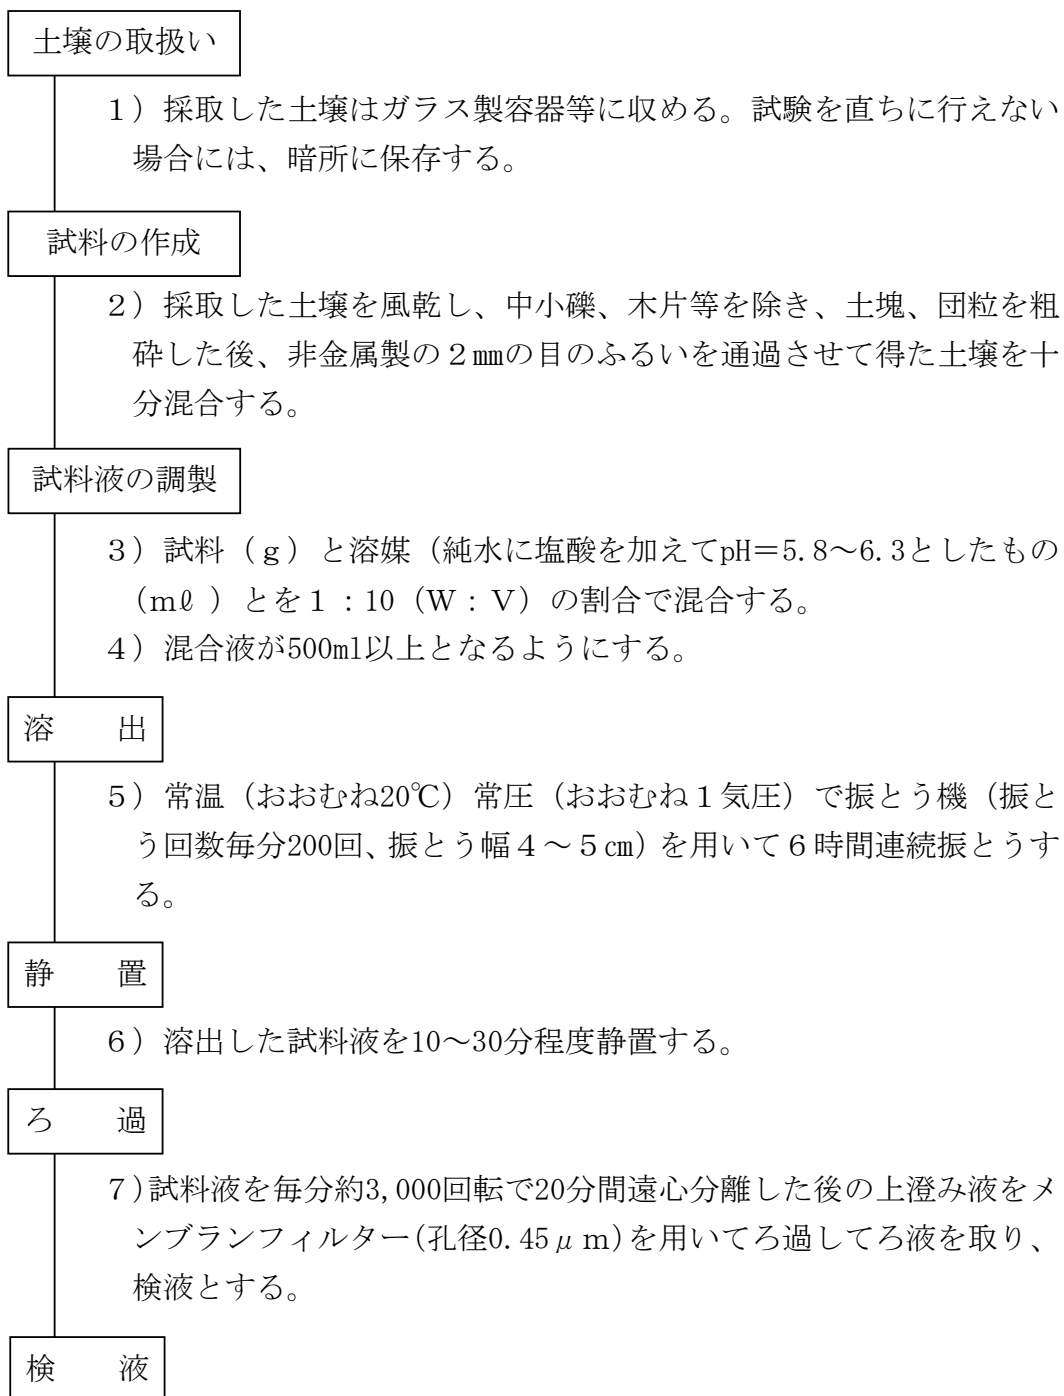 土壌の取扱い
1）採取した土壌はガラス製容器等に収める。試験を直ちに行えない
場合には、暗所に保存する。
試料の作成
2）採取した土壌を風乾し、中小礫、木片等を除き、土塊、団粒を粗
砕した後、非金属製の２㎜の目のふるいを通過させて得た土壌を十
分混合する。
試料液の調製
3）試料（ｇ）と溶媒（純水に塩酸を加えてpH＝5.8～6.3としたもの
（ｍℓ ）とを１：10（Ｗ：Ｖ）の割合で混合する。
4）混合液が500ml以上となるようにする。
溶　　出
5）常温（おおむね20℃）常圧（おおむね１気圧）で振とう機（振と
う回数毎分200回、振とう幅４～５㎝）を用いて６時間連続振とうす
る。
静　　置
6）溶出した試料液を10～30分程度静置する。
ろ　　過
7）試料液を毎分約3,000回転で20分間遠心分離した後の上澄み液をメ
ンブランフィルター(孔径0.45μｍ)を用いてろ過してろ液を取り、
検液とする。
検　　液